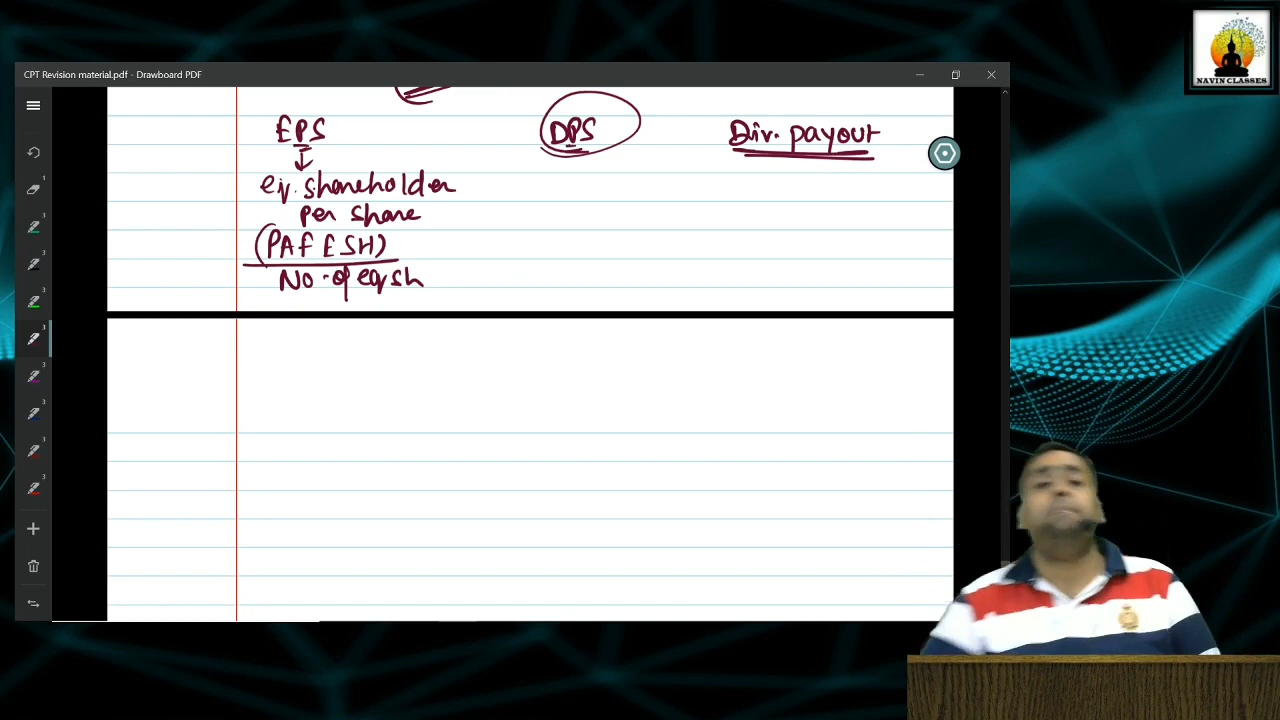 NAVIN CLASSES
CPT Revision material.pdf - Drawboard PDF
EPS
DPS
Div. payout
shareholder
per share
(PAFESH)
No. of eq sh